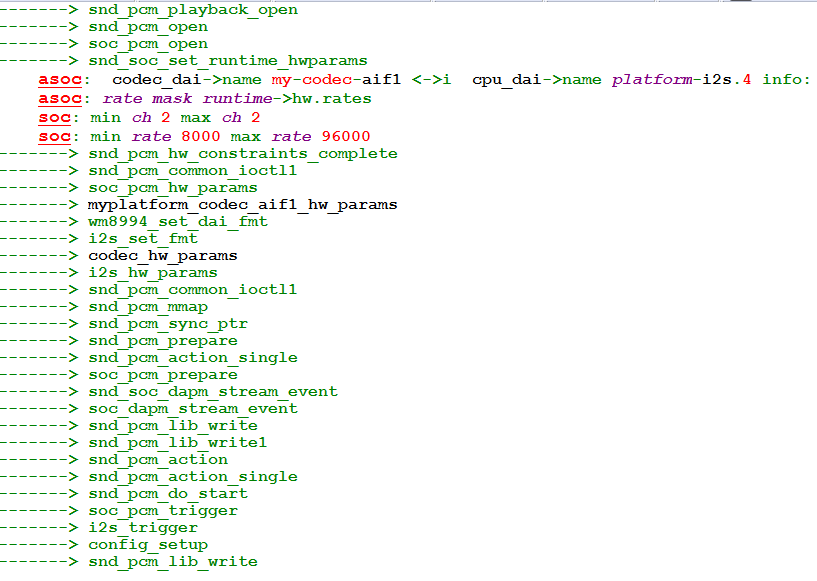 -------> snd_pcm_playback_open
-------> snd_pcm_open
-------> soc_pcm_open
-------> snd_soc_set_runtime_hwparams
asoc: codec_dai->name my-codec-aif1 <->i cpu_dai->name platform-i2s.4 info:
asoc: rate mask runtime->hw.rates
soc: min ch 2 max ch 2
soc: min rate 8000 max rate 96000
-------> snd_pcm_hw_constraints_complete
-------> snd_pcm_common_ioctl1
-------> soc_pcm_hw_params
-------> myplatform_codec_aif1_hw_params
-------> wm8994_set_dai_fmt
-------> i2s_set_fmt
-------> codec_hw_params
-------> i2s_hw_params
-------> snd_pcm_common_ioctl1
-------> snd_pcm_mmap
-------> snd_pcm_sync_ptr
-------> snd_pcm_prepare
-------> snd_pcm_action_single
-------> soc_pcm_prepare
-------> snd_soc_dapm_stream_event
-------> soc_dapm_stream_event
-------> snd_pcm_lib_write
-------> snd_pcm_lib_write1
-------> snd_pcm_action
-------> snd_pcm_action_single
-------> snd_pcm_do_start
-------> soc_pcm_trigger
-------> i2s_trigger
-------> config_setup
-------> snd_pcm_lib_write